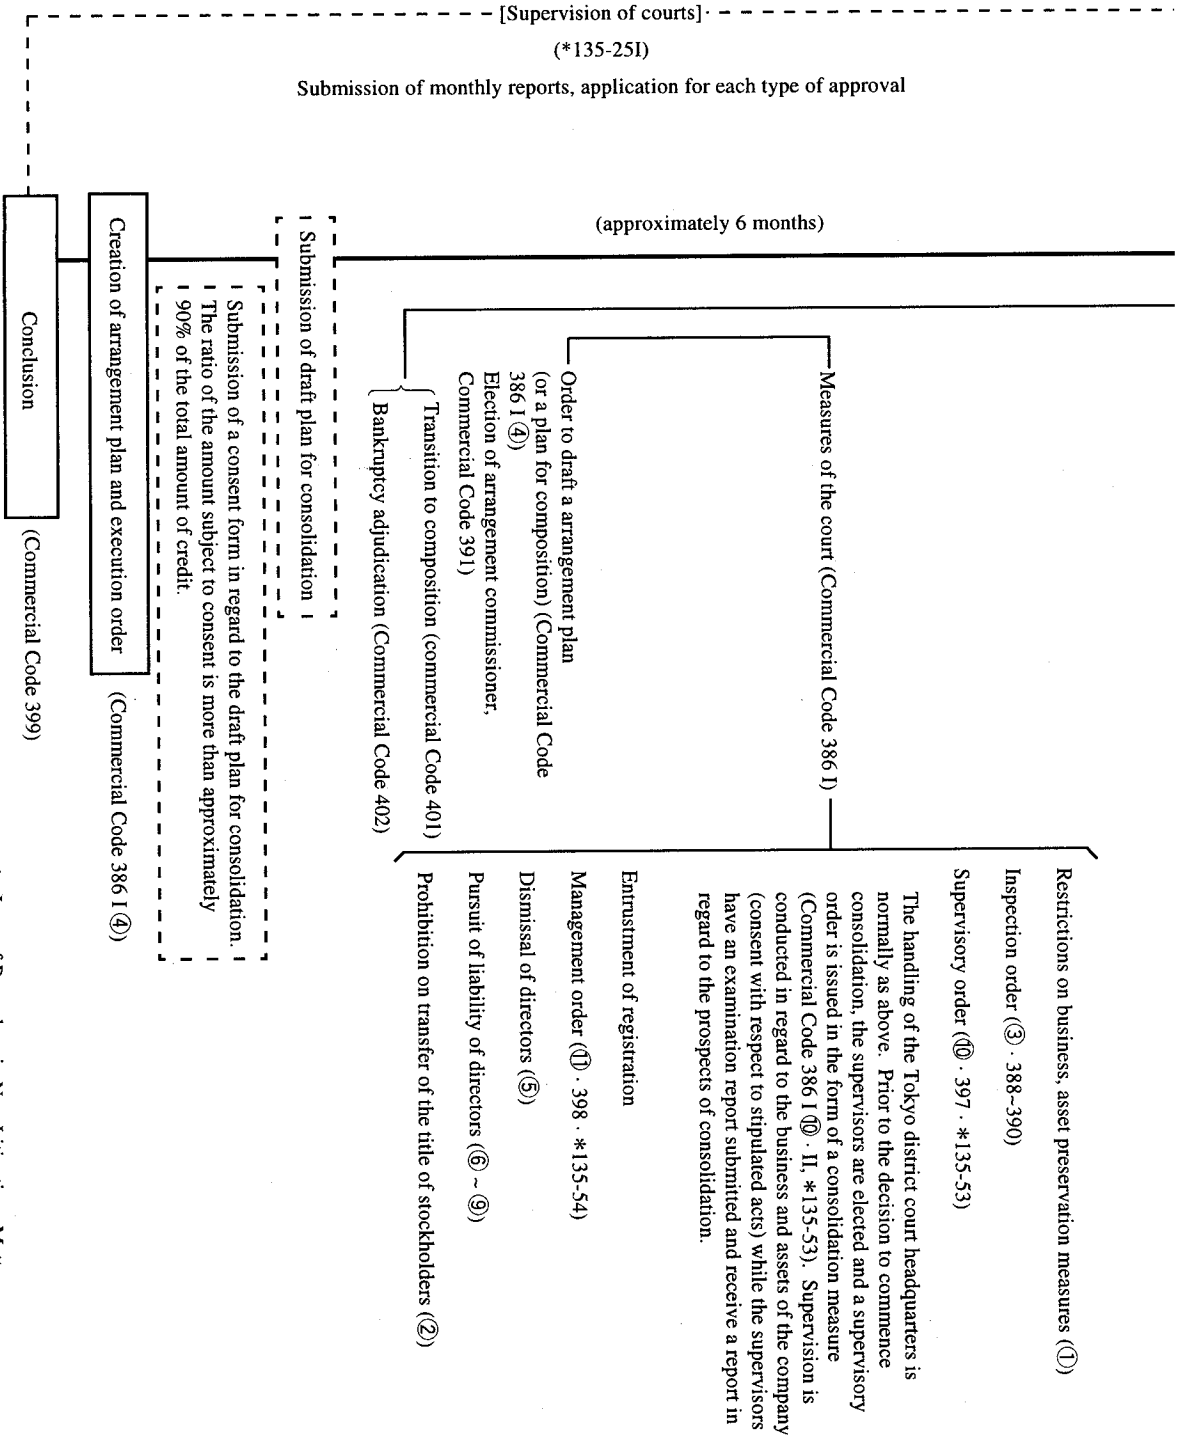 [Supervision of courts]
(*135-25I)
Submission of monthly reports, application for each type of approval
(approximately 6 months)
Restrictions on business, asset preservation measures (①)
Inspection order (③ · 388~390)
Supervisory order (⑩ · 397 · *135-53)
The handling of the Tokyo district court headquarters is
normally as above. Prior to the decision to commence
consolidation, the supervisors are elected and a supervisory
order is issued in the form of a consolidation measure
(Commercial Code 386 I ⑩ · II, *135-53). Supervision is
conducted in regard to the business and assets of the company
(consent with respect to stipulated acts) while the supervisors
have an examination report submitted and receive a report in
regard to the prospects of consolidation.
Entrustment of registration
Management order (⑪ · 398 · *135-54)
Dismissal of directors (⑤)
Pursuit of liability of directors (⑥ ~ ⑨)
Prohibition on transfer of the title of stockholders (②)
Measures of the court (Commercial Code 386 I)
Order to draft a arrangement plan
(or a plan for composition) (Commercial Code
386 I ④)
Election of arrangement commissioner,
Commercial Code 391)
Transition to composition (commercial Code 401)
Bankruptcy adjudication (Commercial Code 402)
Submission of draft plan for consolidation
Submission of a consent form in regard to the draft plan for consolidation.
The ratio of the amount subject to consent is more than approximately
90% of the total amount of credit.
Creation of arrangement plan and execution order
(Commercial Code 386 I ④)
Conclusion
(Commercial Code 399)